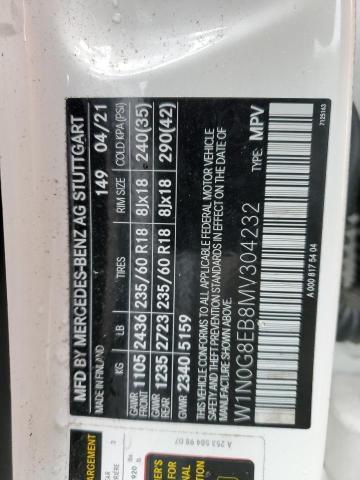 MFD BY MERCEDES-BENZ AG STUTTGART
MADE IN FINLAND 149 04/21
KG LB TIRES RIM SIZE COLD KPA(PSI)
GAWR FRONT 1105 2436 235/60 R18 8Jx18 240(35)
GAWR REAR 1235 2723 235/60 R18 8Jx18 290(42)
GVWR 2340 5159
THIS VEHICLE CONFORMS TO ALL APPLICABLE FEDERAL MOTOR VEHICLE
SAFETY AND THEFT PREVENTION STANDARDS IN EFFECT ON THE DATE OF
MANUFACTURE SHOWN ABOVE.
W1N0G8EB8MV304232 TYPE: MPV
A 000 817 54 04
7125163
A 253 584 98 07
ARGEMENT
2
920